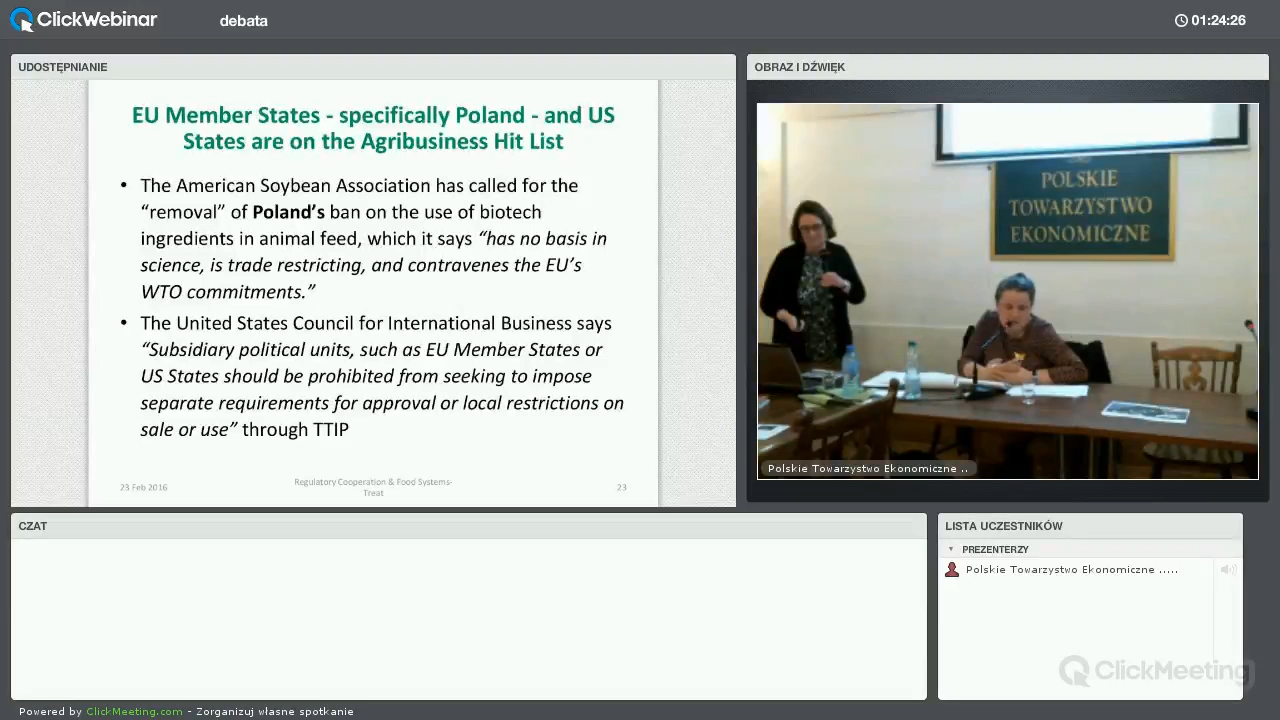 ClickWebinar
debata
01:24:26
UDOSTĘPNIANIE
EU Member States - specifically Poland - and US
States are on the Agribusiness Hit List
• The American Soybean Association has called for the
“removal” of Poland’s ban on the use of biotech
ingredients in animal feed, which it says “has no basis in
science, is trade restricting, and contravenes the EU’s
WTO commitments.”
• The United States Council for International Business says
“Subsidiary political units, such as EU Member States or
US States should be prohibited from seeking to impose
separate requirements for approval or local restrictions on
sale or use” through TTIP
23 Feb 2016
Regulatory Cooperation & Food Systems-
Treat
23
OBRAZ I DŹWIĘK
POLSKIE
TOWARZYSTWO
EKONOMICZNE
Polskie Towarzystwo Ekonomiczne ..
CZAT
LISTA UCZESTNIKÓW
PREZENTERZY
Polskie Towarzystwo Ekonomiczne .....
ClickMeeting
Powered by ClickMeeting.com - Zorganizuj własne spotkanie